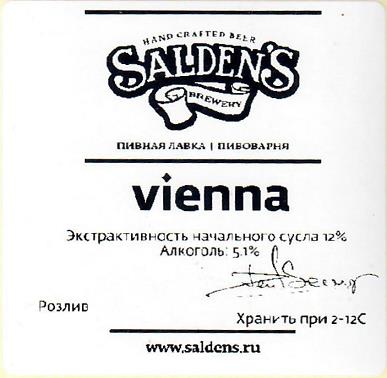 HAND CRAFTED BEER
SALDEN'S
BREWERY
ПИВНАЯ ЛАВКА | ПИВОВАРНЯ
vienna
Экстрактивность начального сусла 12%
Алкоголь: 5,1%
Розлив
Хранить при 2-12С
www.saldens.ru